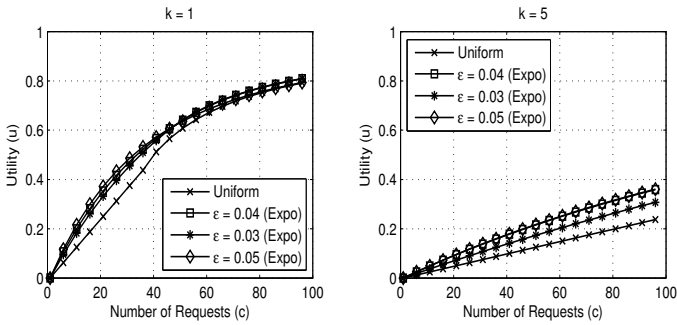 k = 1
Utility (u)
1
0.8
0.6
0.4
0.2
0
0
20
40
60
80
100
Number of Requests (c)
Uniform
ε = 0.04 (Expo)
ε = 0.03 (Expo)
ε = 0.05 (Expo)
k = 5
Utility (u)
1
0.8
0.6
0.4
0.2
0
0
20
40
60
80
100
Number of Requests (c)
Uniform
ε = 0.04 (Expo)
ε = 0.03 (Expo)
ε = 0.05 (Expo)